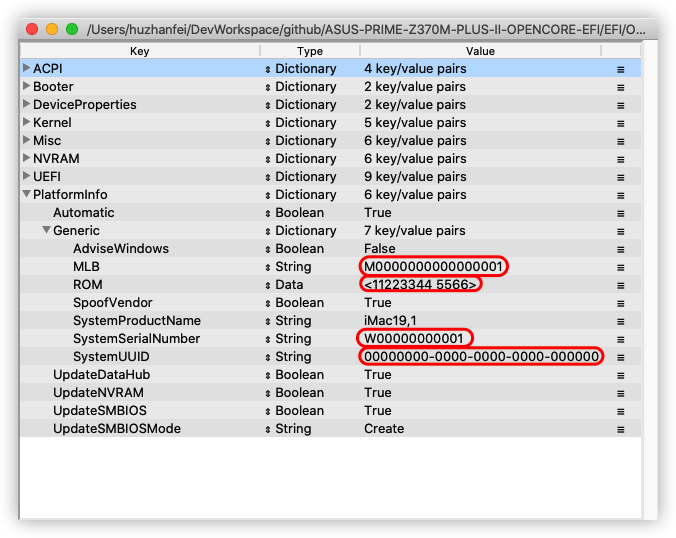 /Users/huzhanfei/DevWorkspace/github/ASUS-PRIME-Z370M-PLUS-II-OPENCORE-EFI/EFI/O...
Key Type Value
ACPI Dictionary 4 key/value pairs
Booter Dictionary 2 key/value pairs
DeviceProperties Dictionary 2 key/value pairs
Kernel Dictionary 5 key/value pairs
Misc Dictionary 6 key/value pairs
NVRAM Dictionary 6 key/value pairs
UEFI Dictionary 9 key/value pairs
PlatformInfo Dictionary 6 key/value pairs
Automatic Boolean True
Generic Dictionary 7 key/value pairs
AdviseWindows Boolean False
MLB String M0000000000000001
ROM Data <11223344 5566>
SpoofVendor Boolean True
SystemProductName String iMac19,1
SystemSerialNumber String W00000000001
SystemUUID String 00000000-0000-0000-0000-000000
UpdateDataHub Boolean True
UpdateNVRAM Boolean True
UpdateSMBIOS Boolean True
UpdateSMBIOSMode String Create